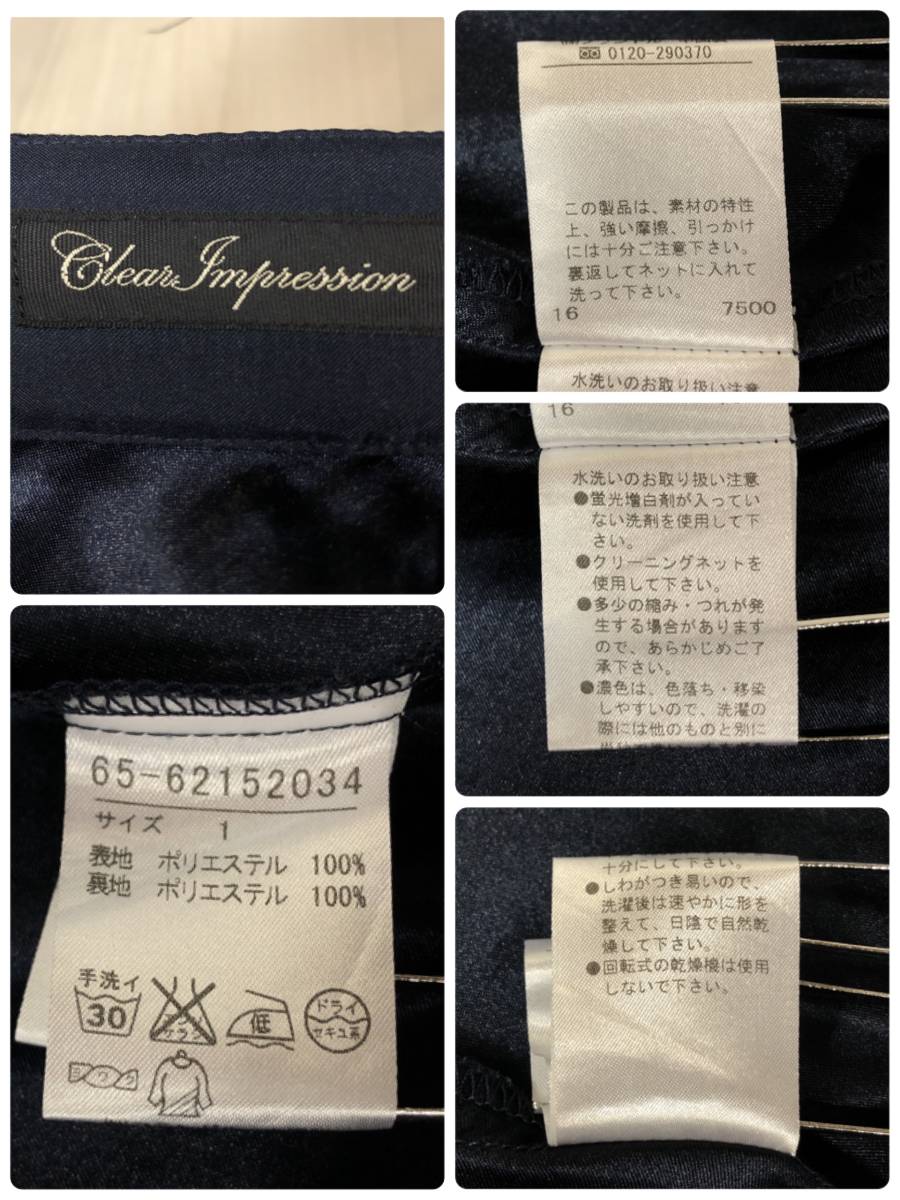 Clear Impression
65-62152034
サイズ 1
表地 ポリエステル 100%
裏地 ポリエステル 100%
手洗イ
30
エンソ サラシ
低
ドライ
セキユ系
ヨワク
0120-290370
この製品は、素材の特性
上、強い摩擦、引っかけ
には十分ご注意下さい。
裏返してネットに入れて
洗って下さい。
16 7500
水洗いのお取り扱い注意
16
水洗いのお取り扱い注意
●蛍光増白剤が入ってい
ない洗剤を使用して下
さい。
●クリーニングネットを
使用して下さい。
●多少の縮み・つれが発
生する場合があります
ので、あらかじめご了
承下さい。
●濃色は、色落ち・移染
しやすいので、洗濯の
際には他のものと別に
十分にして下さい。
●しわがつき易いので、
洗濯後は速やかに形を
整えて、日陰で自然乾
燥して下さい。
●回転式の乾燥機は使用
しないで下さい。